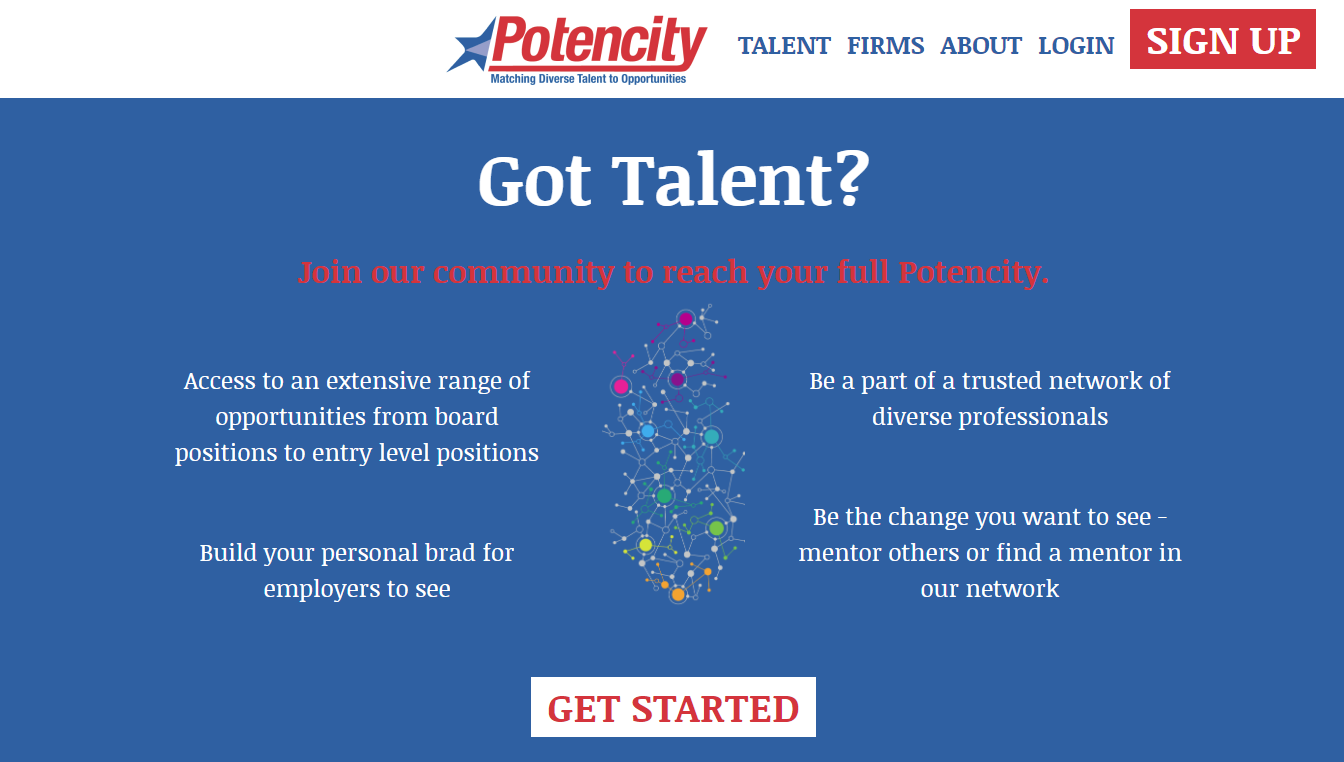 Potencity
Matching Diverse Talent to Opportunities
TALENT FIRMS ABOUT LOGIN SIGN UP
Got Talent?
Join our community to reach your full Potencity.
Access to an extensive range of
opportunities from board
positions to entry level positions
Build your personal brad for
employers to see
Be a part of a trusted network of
diverse professionals
Be the change you want to see –
mentor others or find a mentor in
our network
GET STARTED